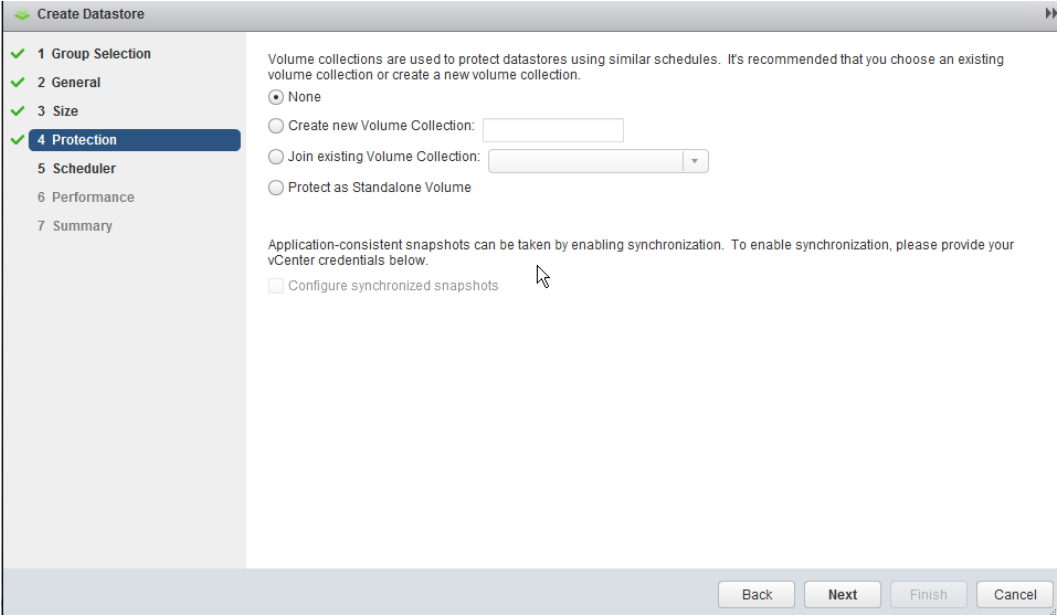 Create Datastore
1 Group Selection
2 General
3 Size
4 Protection
5 Scheduler
6 Performance
7 Summary
Volume collections are used to protect datastores using similar schedules. It's recommended that you choose an existing
volume collection or create a new volume collection.
None
Create new Volume Collection:
Join existing Volume Collection:
Protect as Standalone Volume
Application-consistent snapshots can be taken by enabling synchronization. To enable synchronization, please provide your
vCenter credentials below.
Configure synchronized snapshots
Back Next Finish Cancel